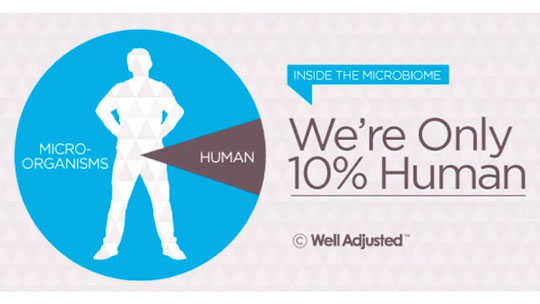 INSIDE THE MICROBIOME
We're Only
10% Human
MICRO-
ORGANISMS
HUMAN
© Well Adjusted™